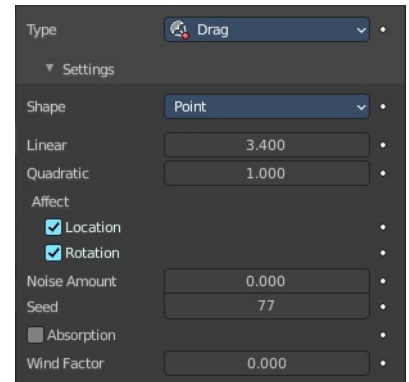 Type Drag
Settings
Shape Point
Linear 3.400
Quadratic 1.000
Affect
Location
Rotation
Noise Amount 0.000
Seed 77
Absorption
Wind Factor 0.000